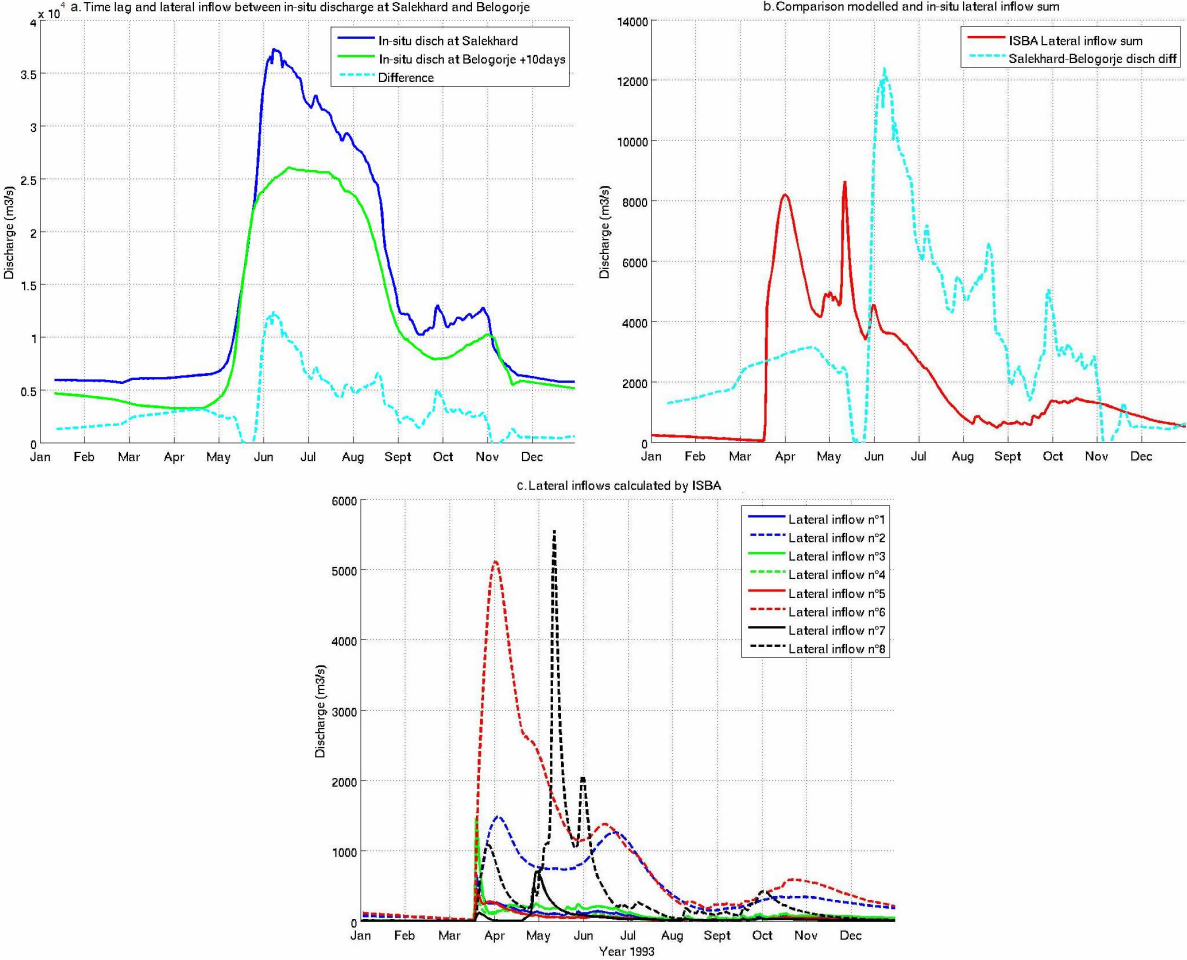 a. Time lag and lateral inflow between in-situ discharge at Salekhard and Belogorje
x 10^4
4
3.5
3
2.5
2
1.5
1
0.5
0
Discharge (m3/s)
In-situ disch at Salekhard
In-situ disch at Belogorje +10days
Difference
Jan Feb Mar Apr May Jun Jul Aug Sept Oct Nov Dec
b. Comparison modelled and in-situ lateral inflow sum
14000
12000
10000
8000
6000
4000
2000
0
Discharge (m3/s)
ISBA Lateral inflow sum
Salekhard-Belogorje disch diff
Jan Feb Mar Apr May Jun Jul Aug Sept Oct Nov Dec
c. Lateral inflows calculated by ISBA
6000
5000
4000
3000
2000
1000
0
Discharge (m3/s)
Lateral inflow n°1
Lateral inflow n°2
Lateral inflow n°3
Lateral inflow n°4
Lateral inflow n°5
Lateral inflow n°6
Lateral inflow n°7
Lateral inflow n°8
Jan Feb Mar Apr May Jun Jul Aug Sept Oct Nov Dec
Year 1993